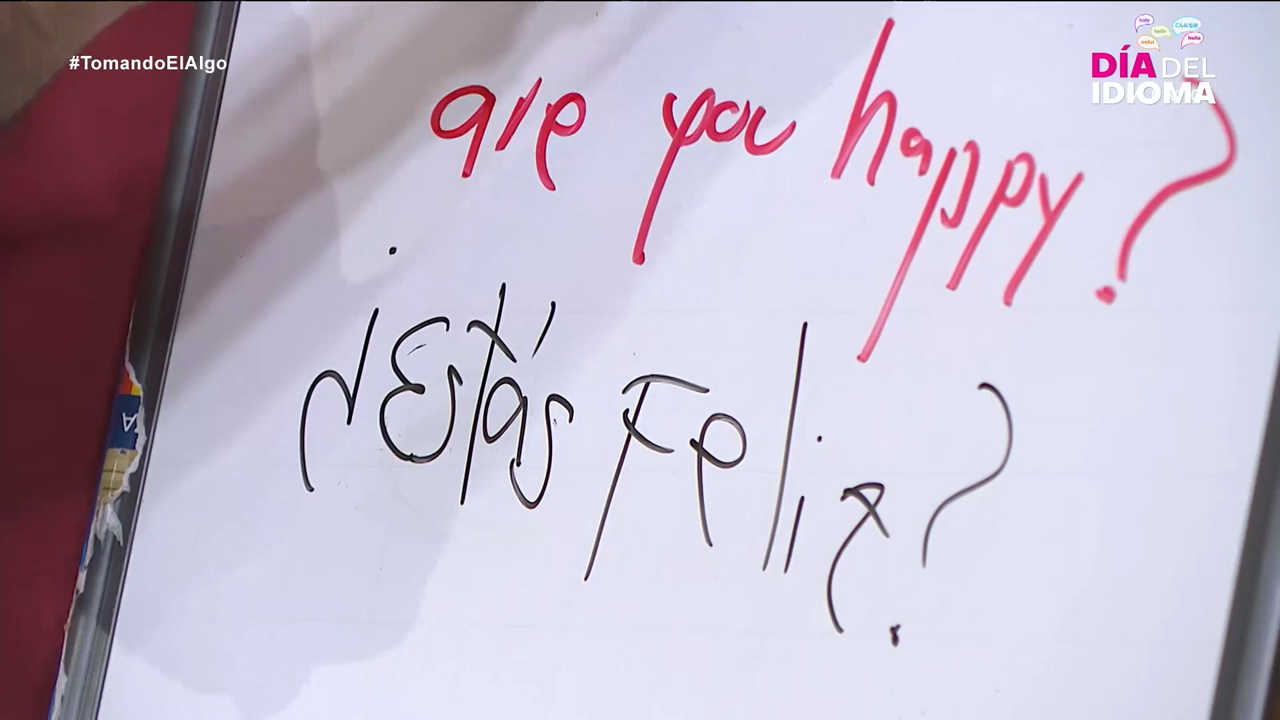 #TomandoElAlgo
DÍA DEL
IDIOMA
are you happy?
¿Estás Feliz?